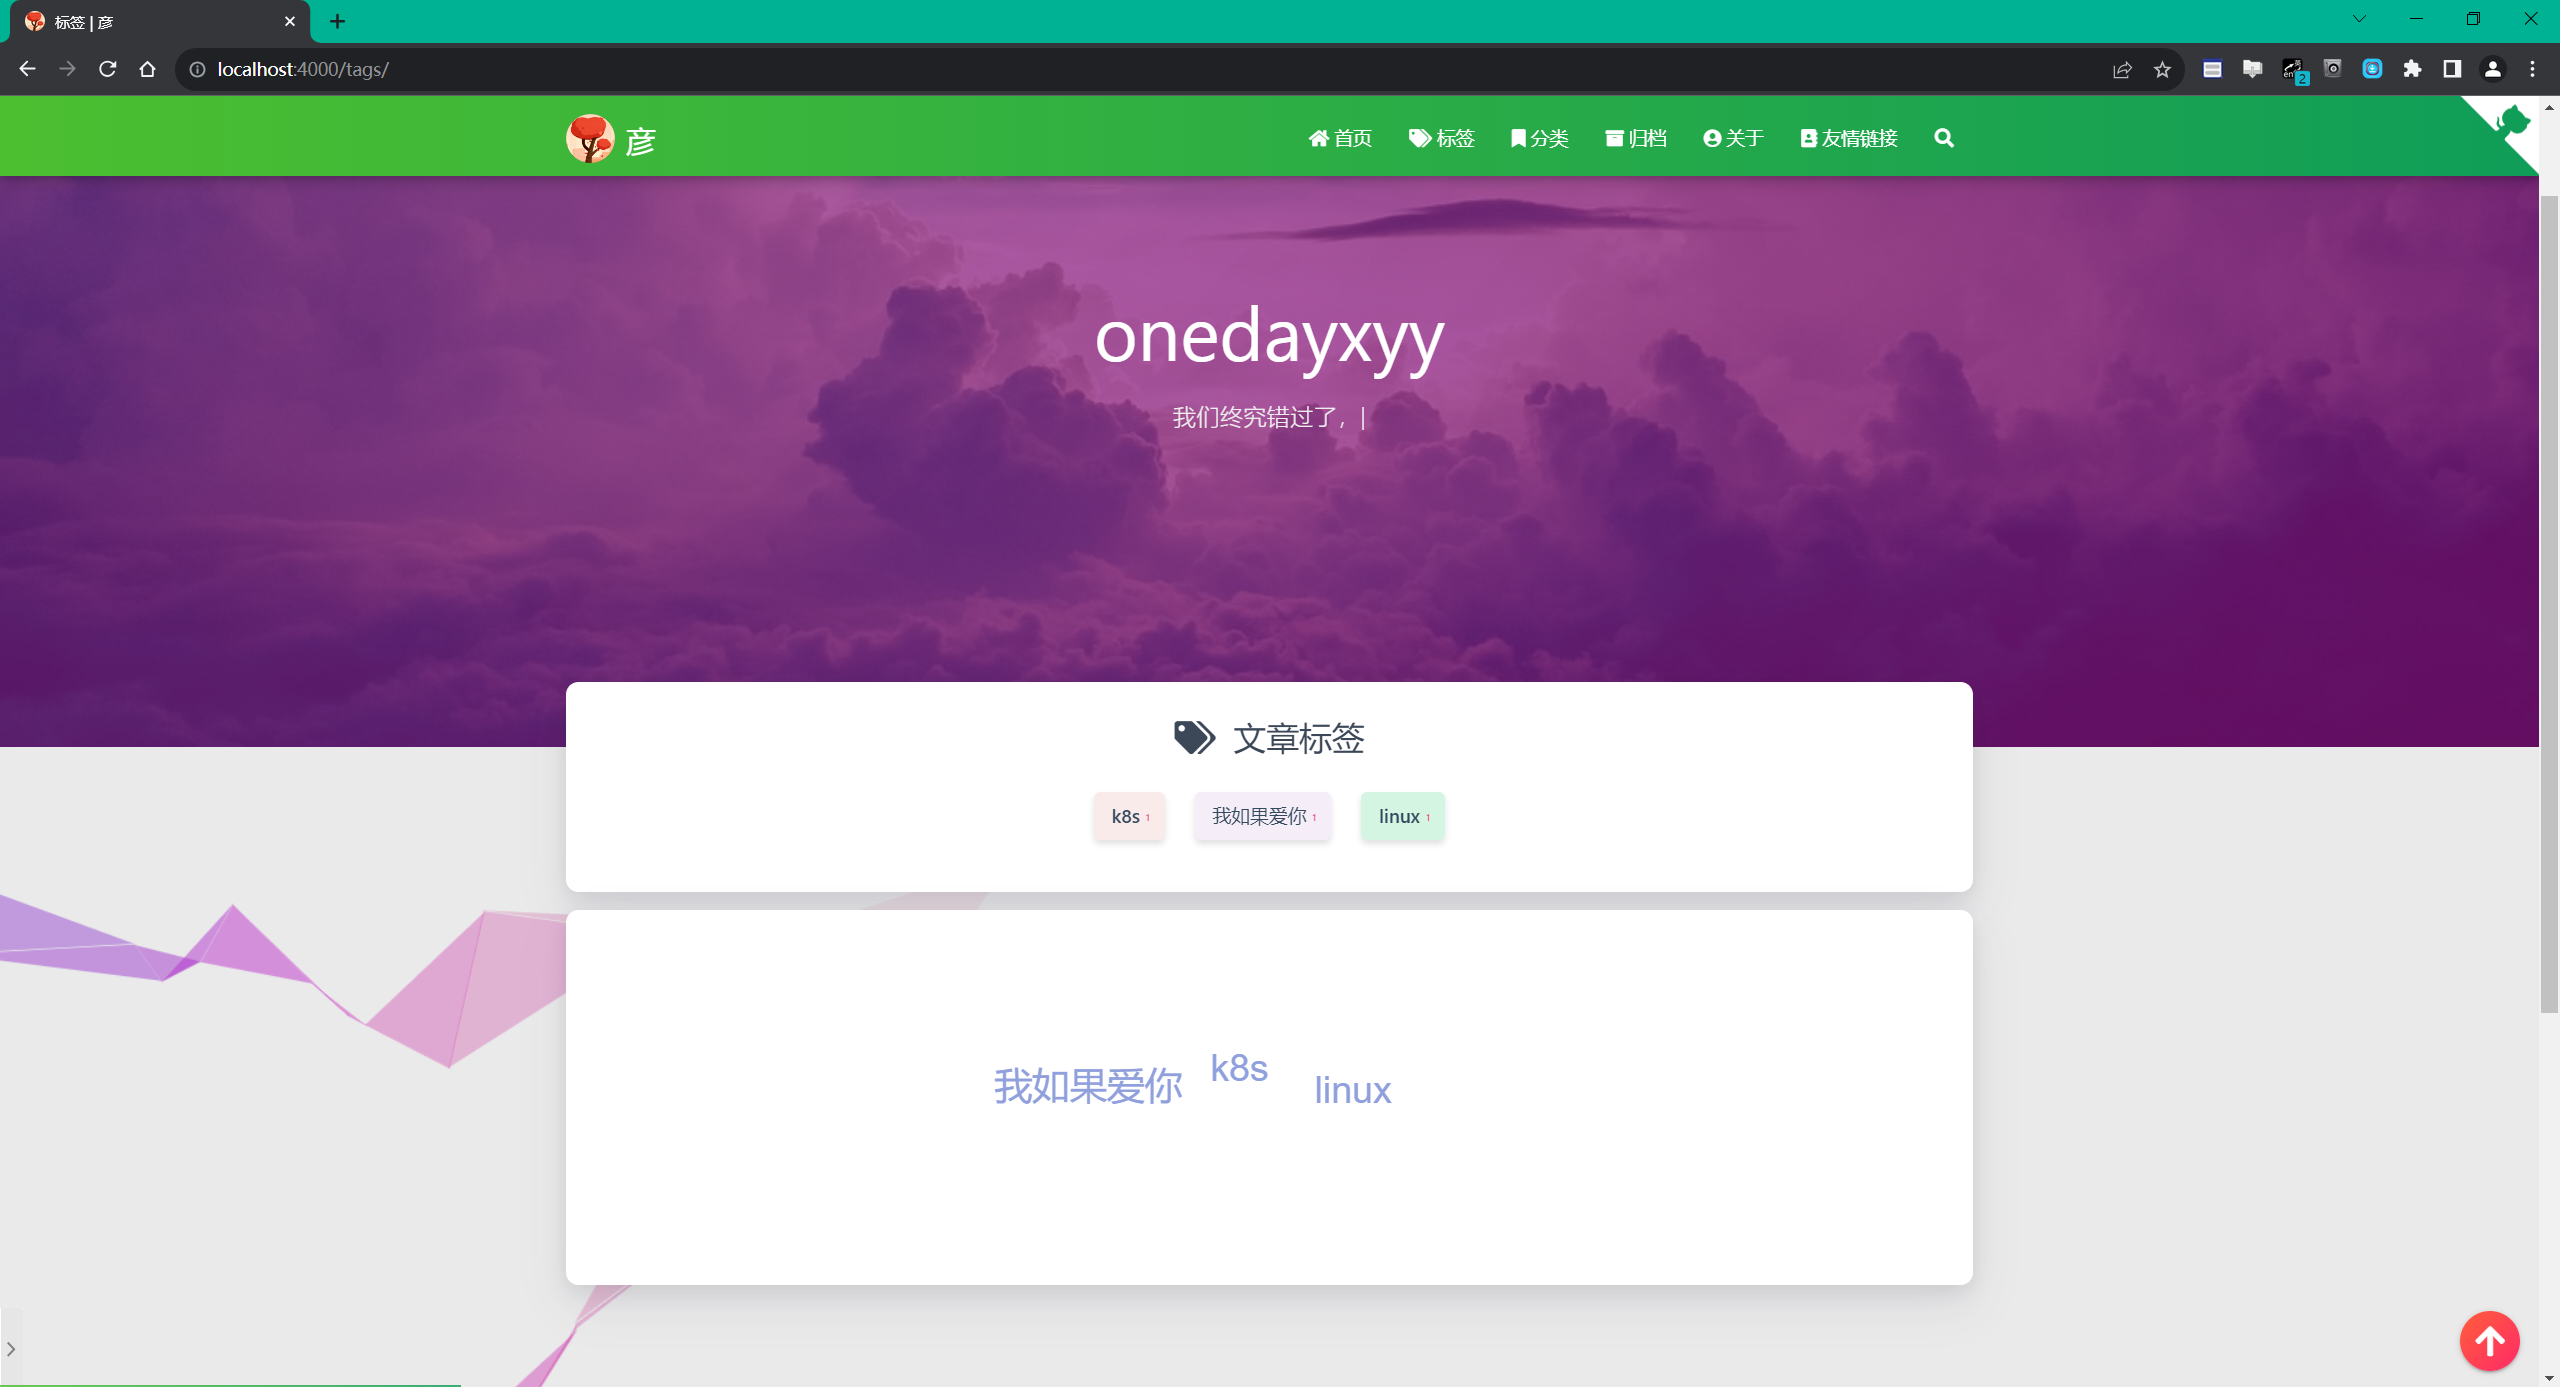 标签 | 彦
localhost:4000/tags/
2
彦
首页 标签 分类 归档 关于 友情链接
onedayxyy
我们终究错过了，|
文章标签
k8s 1 我如果爱你 1 linux 1
我如果爱你 k8s linux